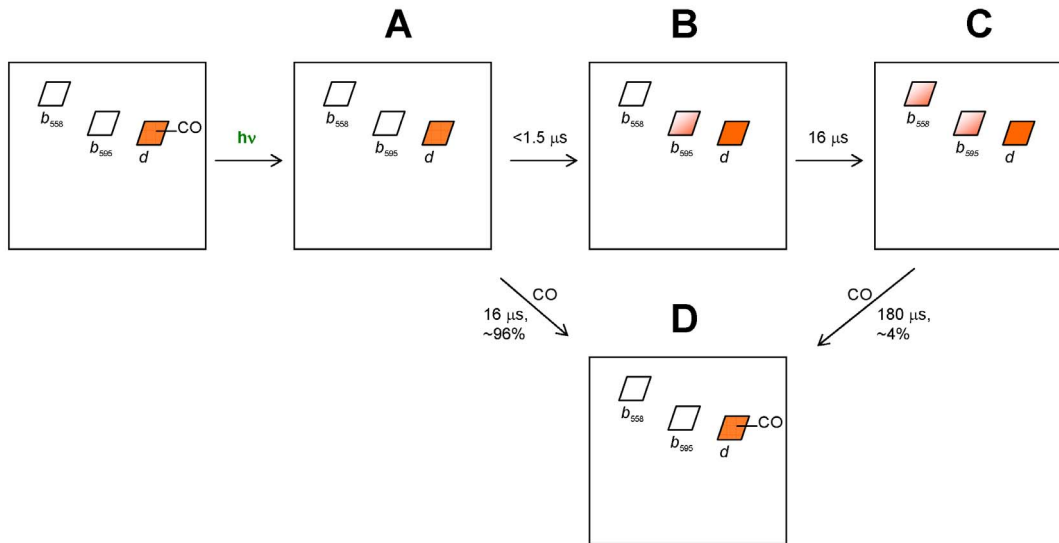 A
B
C
b₅₅₈
b₅₉₅
d
CO
hν
b₅₅₈
b₅₉₅
d
<1.5 μs
b₅₅₈
b₅₉₅
d
16 μs
b₅₅₈
b₅₉₅
d
CO
16 μs,
~96%
D
CO
180 μs,
~4%
b₅₅₈
b₅₉₅
d
CO